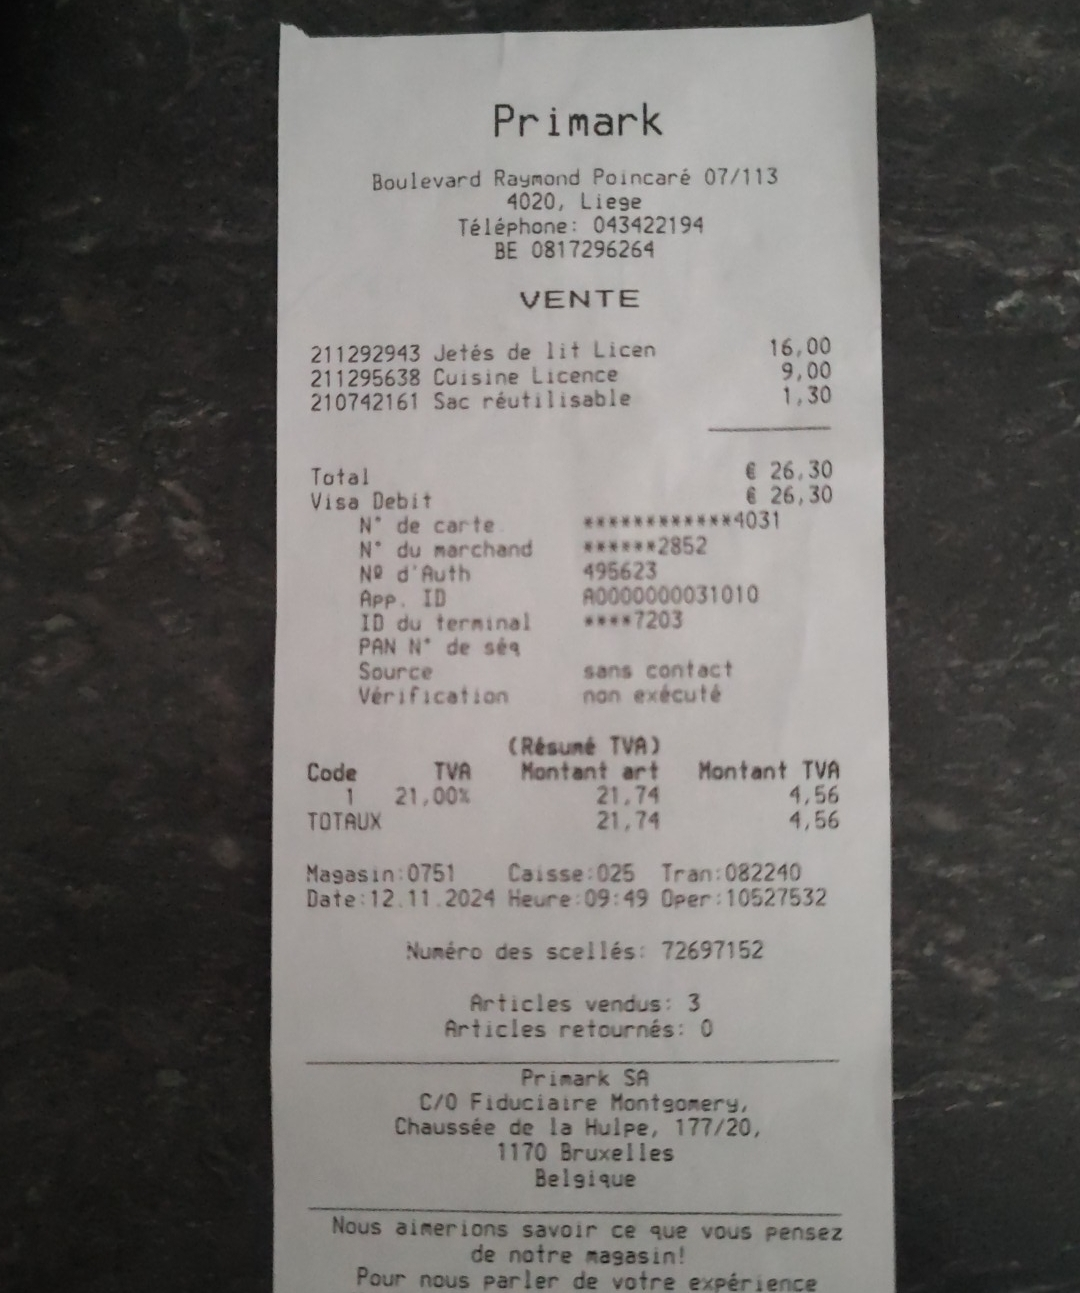 Primark
Boulevard Raymond Poincaré 07/113
4020, Liege
Téléphone: 043422194
BE 0817296264
VENTE
211292943 Jetés de lit Licen 16,00
211295638 Cuisine Licence 9,00
210742161 Sac réutilisable 1,30
Total € 26,30
Visa Debit € 26,30
N° de carte ************4031
N° du marchand ******2852
Nº d'Auth 495623
App. ID A0000000031010
ID du terminal ****7203
PAN N° de séq
Source sans contact
Vérification non exécuté
(Résumé TVA)
Code TVA Montant art Montant TVA
1 21,00% 21,74 4,56
TOTAUX 21,74 4,56
Magasin:0751 Caisse:025 Tran:082240
Date:12.11.2024 Heure:09:49 Oper:10527532
Numéro des scellés: 72697152
Articles vendus: 3
Articles retournés: 0
Primark SA
C/O Fiduciaire Montgomery,
Chaussée de la Hulpe, 177/20,
1170 Bruxelles
Belgique
Nous aimerions savoir ce que vous pensez
de notre magasin!
Pour nous parler de votre expérience